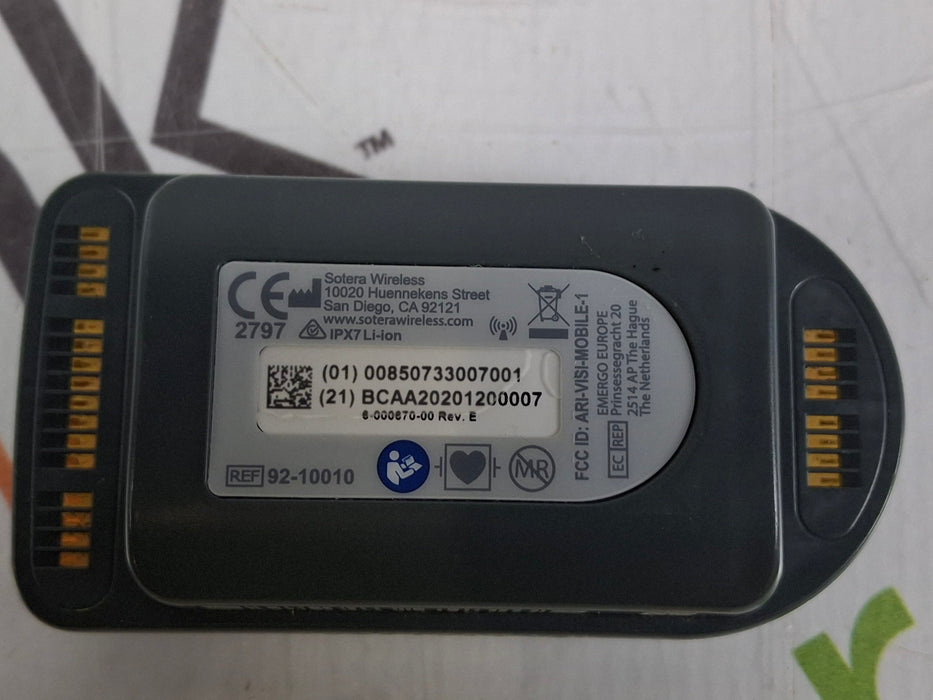 TM
CE
2797
Sotera Wireless
10020 Huennekens Street
San Diego, CA 92121
www.soterawireless.com
IPX7 Li-ion
(01) 00850733007001
(21) BCAA20201200007
6-000670-00 Rev. E
REF 92-10010
MR
FCC ID: ARI-VISI-MOBILE-1
EC REP
EMERGO EUROPE
Prinsessegracht 20
2514 AP The Hague
The Netherlands
r